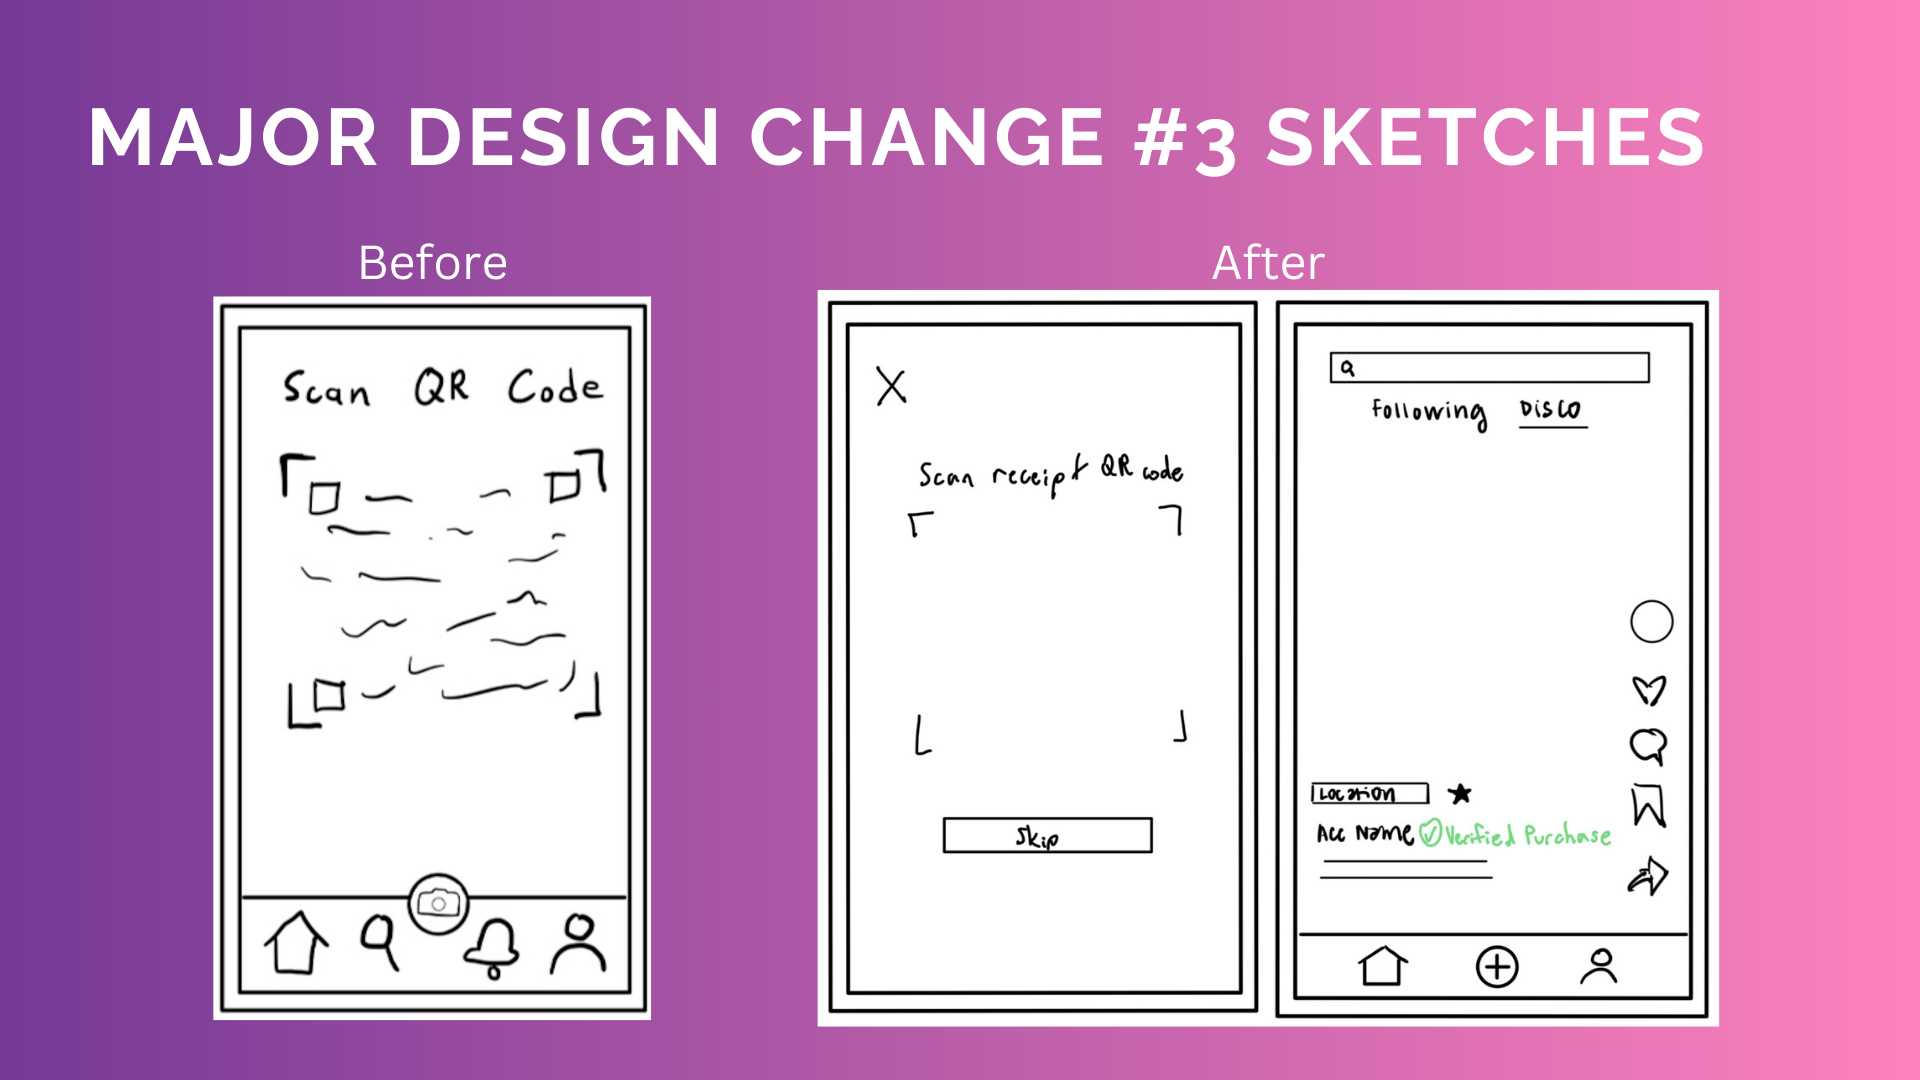 MAJOR DESIGN CHANGE #3 SKETCHES
Before
After
Scan QR Code
Scan receipt QR code
Skip
Following Disco
Location
Acc Name Verified Purchase